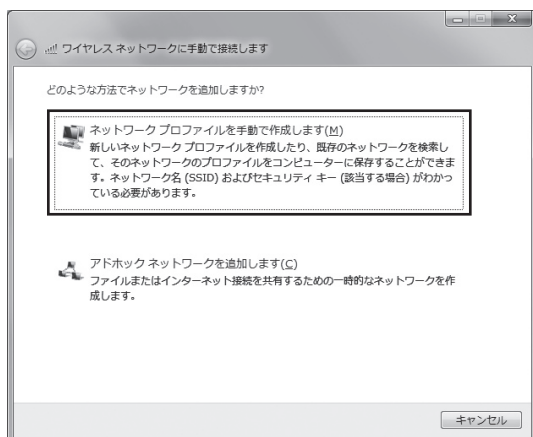 ワイヤレス ネットワークに手動で接続します
どのような方法でネットワークを追加しますか?
ネットワーク プロファイルを手動で作成します(M)
新しいネットワーク プロファイルを作成したり、既存のネットワークを検索し
て、そのネットワークのプロファイルをコンピューターに保存することができま
す。ネットワーク名 (SSID) およびセキュリティ キー (該当する場合) がわかっ
ている必要があります。
アドホック ネットワークを追加します(C)
ファイルまたはインターネット接続を共有するための一時的なネットワークを作
成します。
キャンセル